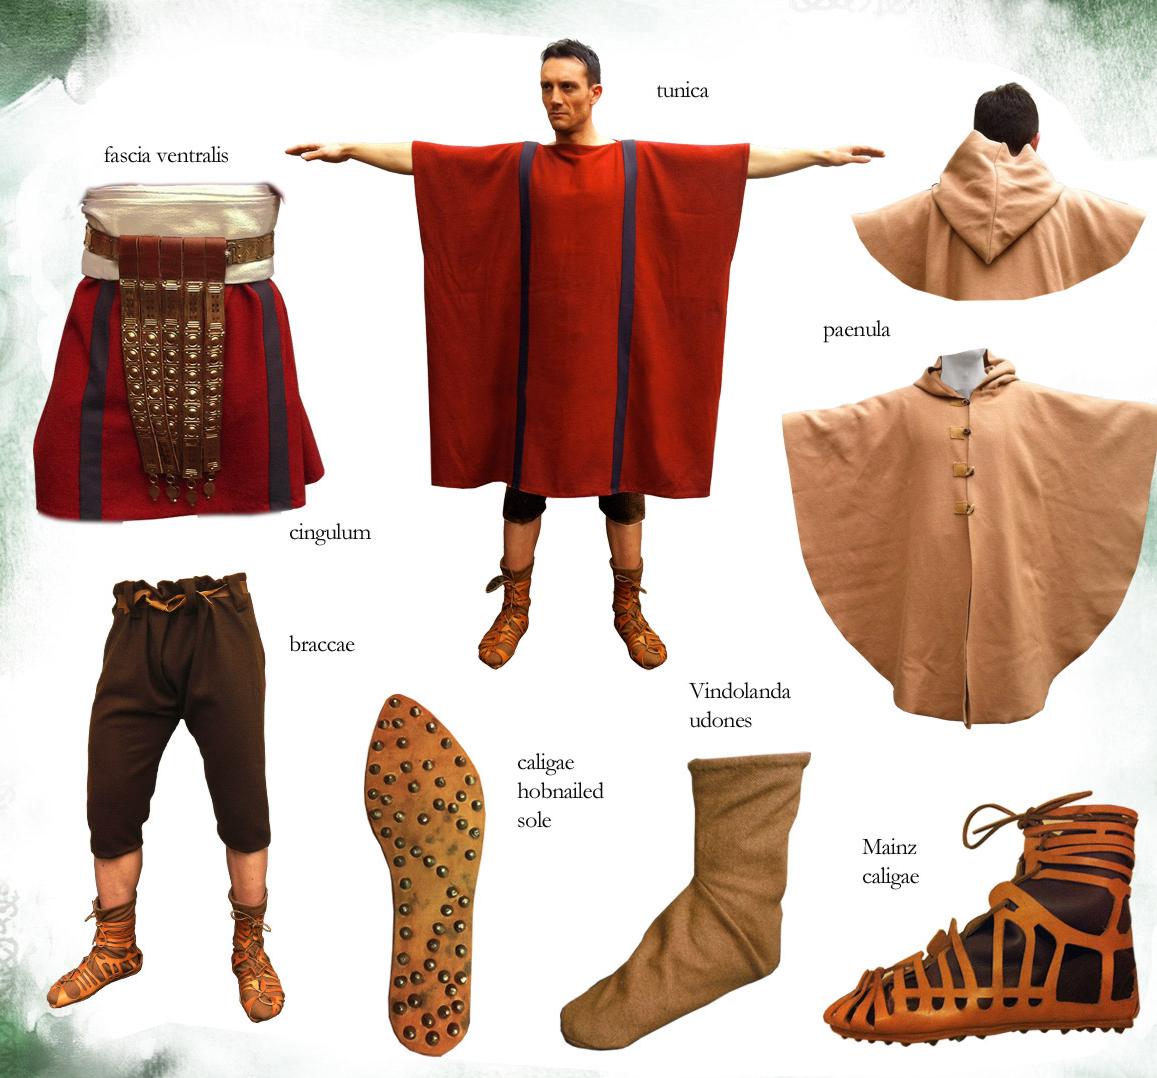 tunica
fascia ventralis
paenula
cingulum
braccae
Vindolanda
udones
caligae
hobnailed
sole
Mainz
caligae